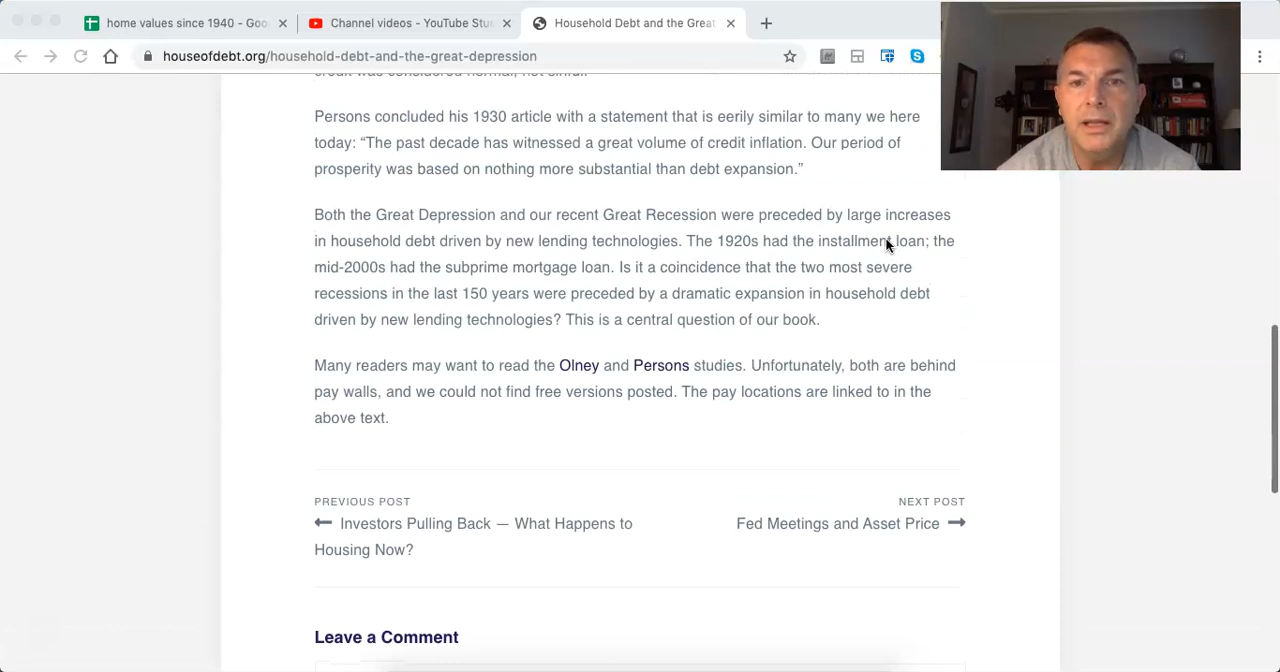 home values since 1940 - Goo
Channel videos - YouTube Stu
Household Debt and the Great
houseofdebt.org/household-debt-and-the-great-depression
credit was considered normal, not sinful.
Persons concluded his 1930 article with a statement that is eerily similar to many we here
today: “The past decade has witnessed a great volume of credit inflation. Our period of
prosperity was based on nothing more substantial than debt expansion.”
Both the Great Depression and our recent Great Recession were preceded by large increases
in household debt driven by new lending technologies. The 1920s had the installment loan; the
mid-2000s had the subprime mortgage loan. Is it a coincidence that the two most severe
recessions in the last 150 years were preceded by a dramatic expansion in household debt
driven by new lending technologies? This is a central question of our book.
Many readers may want to read the Olney and Persons studies. Unfortunately, both are behind
pay walls, and we could not find free versions posted. The pay locations are linked to in the
above text.
PREVIOUS POST
Investors Pulling Back — What Happens to
Housing Now?
NEXT POST
Fed Meetings and Asset Price
Leave a Comment